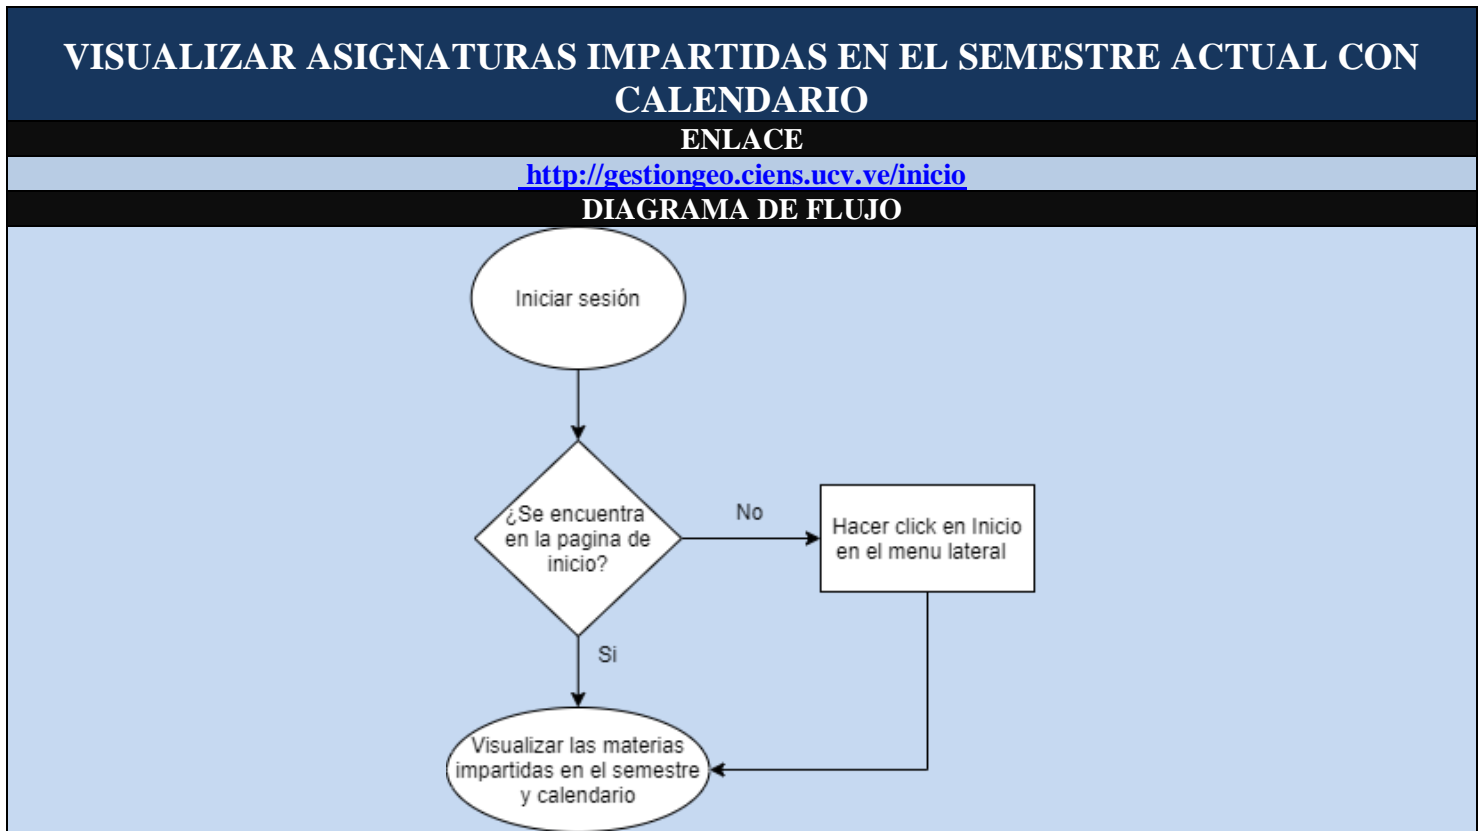 VISUALIZAR ASIGNATURAS IMPARTIDAS EN EL SEMESTRE ACTUAL CON
CALENDARIO
ENLACE
http://gestiongeo.ciens.ucv.ve/inicio
DIAGRAMA DE FLUJO
Iniciar sesión
¿Se encuentra
en la pagina de
inicio?
No
Hacer click en Inicio
en el menu lateral
Si
Visualizar las materias
impartidas en el semestre
y calendario